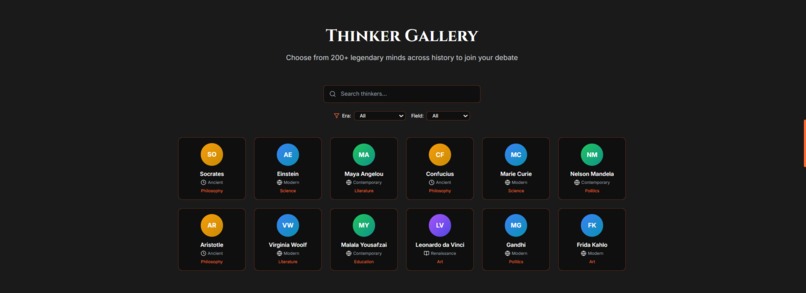 Thinker Gallery
Choose from 200+ legendary minds across history to join your debate
Search thinkers...
Era: All Field: All
SO AE MA CF MC NM
Socrates Einstein Maya Angelou Confucius Marie Curie Nelson Mandela
Ancient Modern Contemporary Ancient Modern Contemporary
Philosophy Science Literature Philosophy Science Politics
AR VW MY LV MG FK
Aristotle Virginia Woolf Malala Yousafzai Leonardo da Vinci Gandhi Frida Kahlo
Ancient Modern Contemporary Renaissance Modern Modern
Philosophy Literature Education Art Politics Art